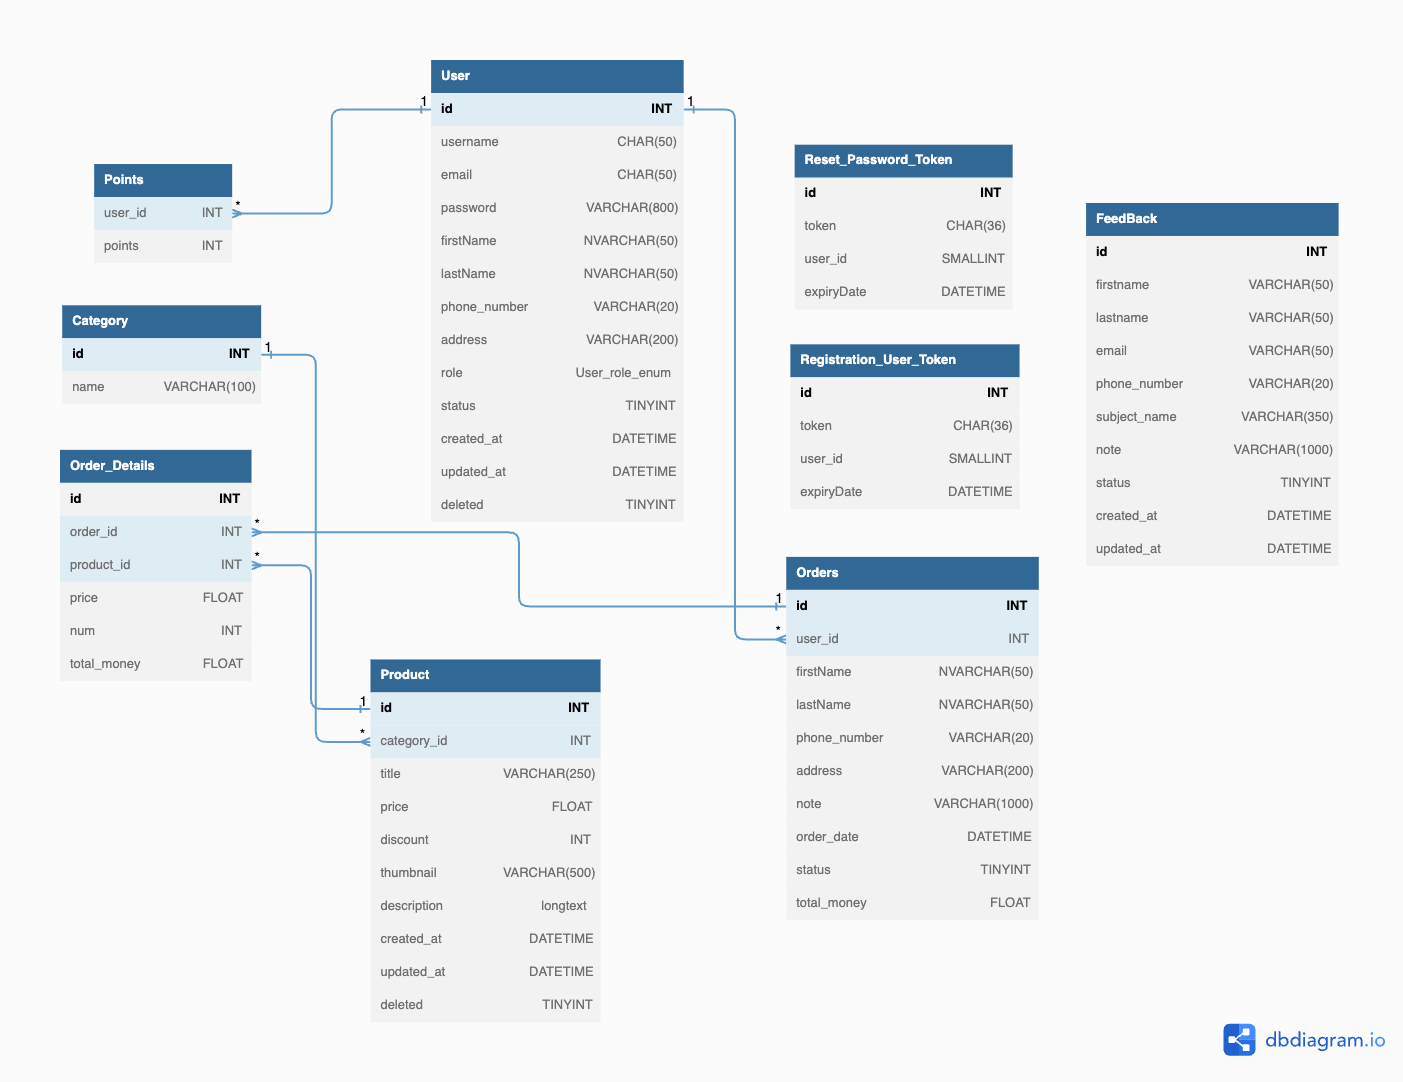 User
1
id INT
1
username CHAR(50)
email CHAR(50)
password VARCHAR(800)
firstName NVARCHAR(50)
lastName NVARCHAR(50)
phone_number VARCHAR(20)
address VARCHAR(200)
role User_role_enum
status TINYINT
created_at DATETIME
updated_at DATETIME
deleted TINYINT
Points
user_id INT
*
points INT
Category
id INT
1
name VARCHAR(100)
Order_Details
id INT
order_id INT
*
product_id INT
*
price FLOAT
num INT
total_money FLOAT
Product
1
id INT
*
category_id INT
title VARCHAR(250)
price FLOAT
discount INT
thumbnail VARCHAR(500)
description longtext
created_at DATETIME
updated_at DATETIME
deleted TINYINT
Reset_Password_Token
id INT
token CHAR(36)
user_id SMALLINT
expiryDate DATETIME
Registration_User_Token
id INT
token CHAR(36)
user_id SMALLINT
expiryDate DATETIME
Orders
1
id INT
*
user_id INT
firstName NVARCHAR(50)
lastName NVARCHAR(50)
phone_number VARCHAR(20)
address VARCHAR(200)
note VARCHAR(1000)
order_date DATETIME
status TINYINT
total_money FLOAT
FeedBack
id INT
firstname VARCHAR(50)
lastname VARCHAR(50)
email VARCHAR(50)
phone_number VARCHAR(20)
subject_name VARCHAR(350)
note VARCHAR(1000)
status TINYINT
created_at DATETIME
updated_at DATETIME
dbdiagram.io